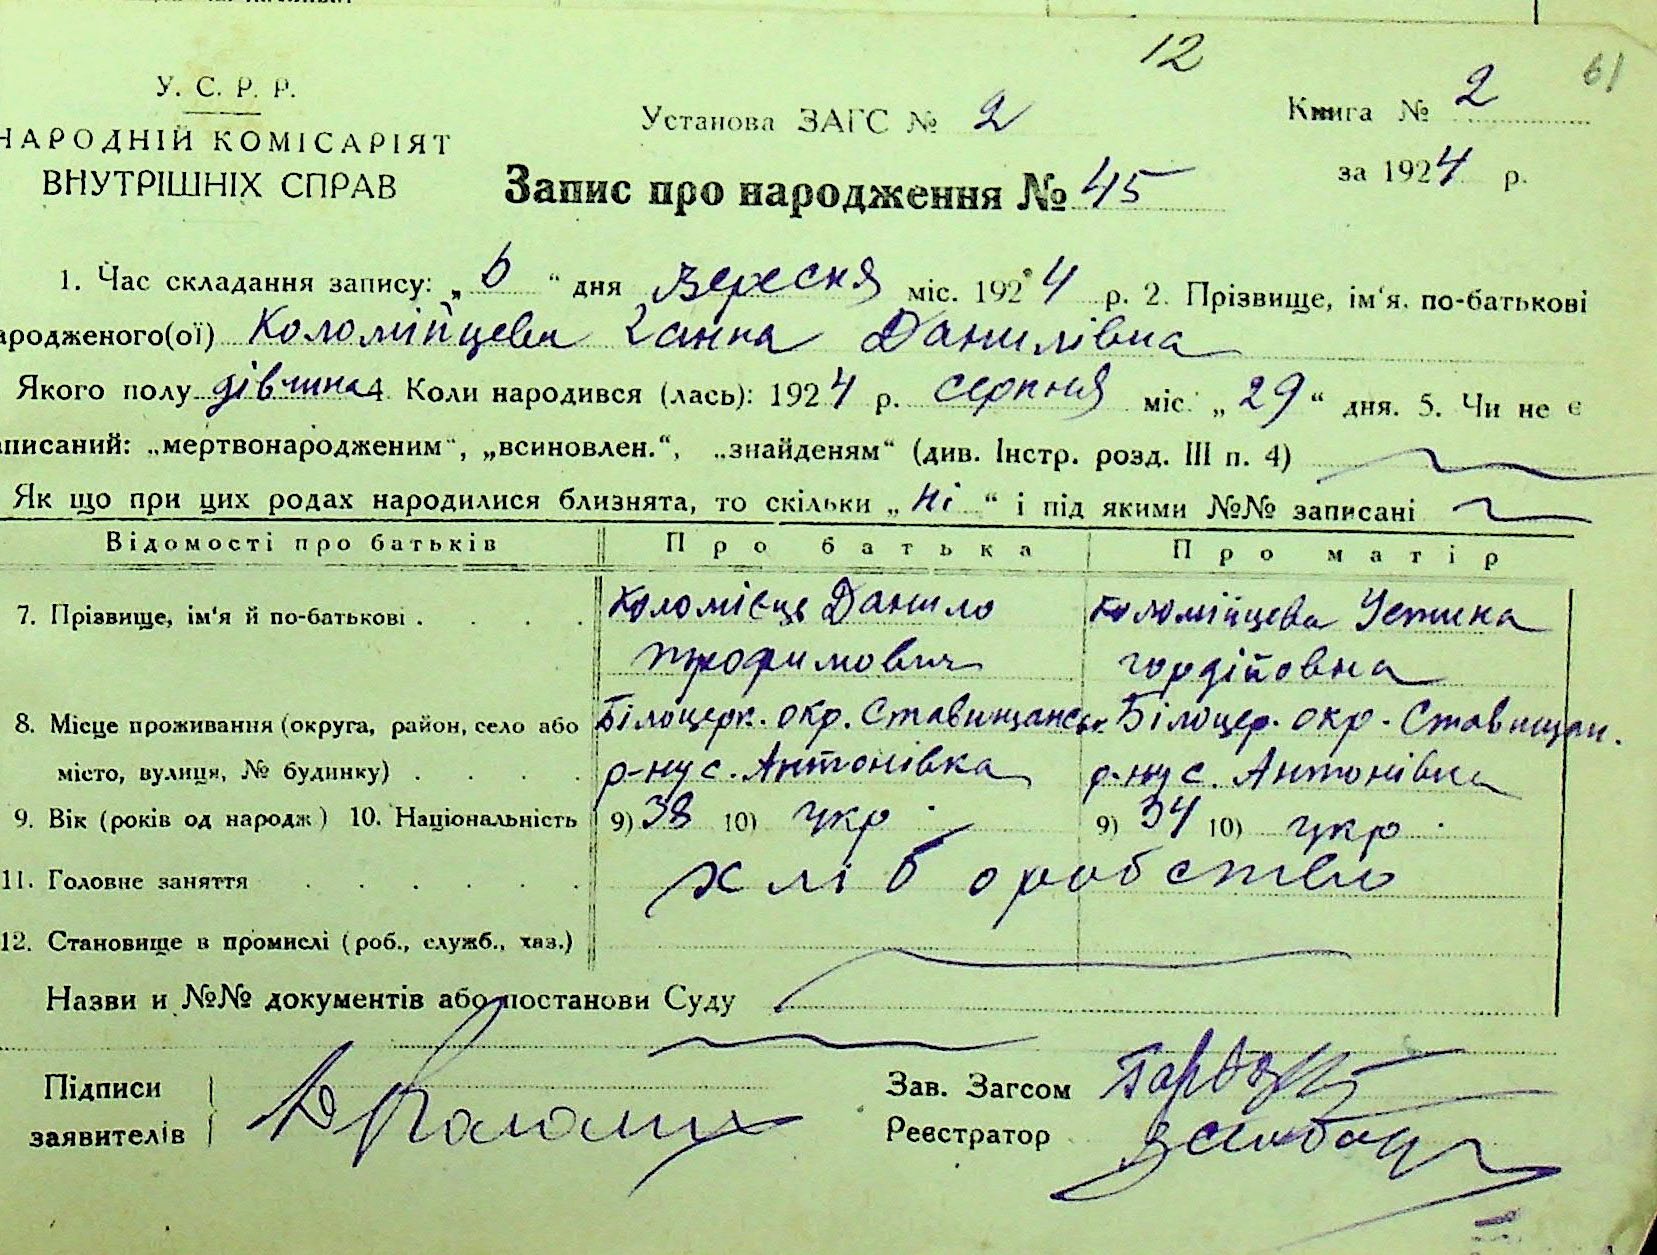 12
61
У. С. Р. Р.
Установа ЗАГС № 2
Книга № 2
НАРОДНІЙ КОМІСАРІЯТ
ВНУТРІШНІХ СПРАВ
Запис про народження № 45
за 1924 р.
1. Час складання запису: „6“ дня Вересня міс. 1924 р. 2. Прізвище, ім'я, по-батькові
ародженого(ої) Коломійцева Ганна Данилівна
Якого полу дівчина 4. Коли народився (лась): 1924 р. серпня міс. „29“ дня. 5. Чи не є
аписаний: „мертвонародженим“, „всиновлен.“, „знайденям“ (див. Інстр. розд. III п. 4)
Як що при цих родах народилися близнята, то скільки „ні“ і під якими №№ записані
Відомості про батьків Про батька Про матір
7. Прізвище, ім'я й по-батькові . . . . Коломієць Данило Коломійцева Устина
Трофимович Гордійовна
8. Місце проживання (округа, район, село або Білоцерк. окр. Ставищанськ. Білоцер. окр. Ставищан.
місто, вулиця, № будинку) . . . . р-ну с. Антонівка р-ну с. Антонівка
9. Вік (років од народж) 10. Національність 9) 38 10) укр. 9) 34 10) укр.
11. Головне заняття . . . . . . хліборобство
12. Становище в промислі (роб., служб., хаз.)
Назви и №№ документів або постанови Суду
Підписи
заявителів
Зав. Загсом
Реєстратор